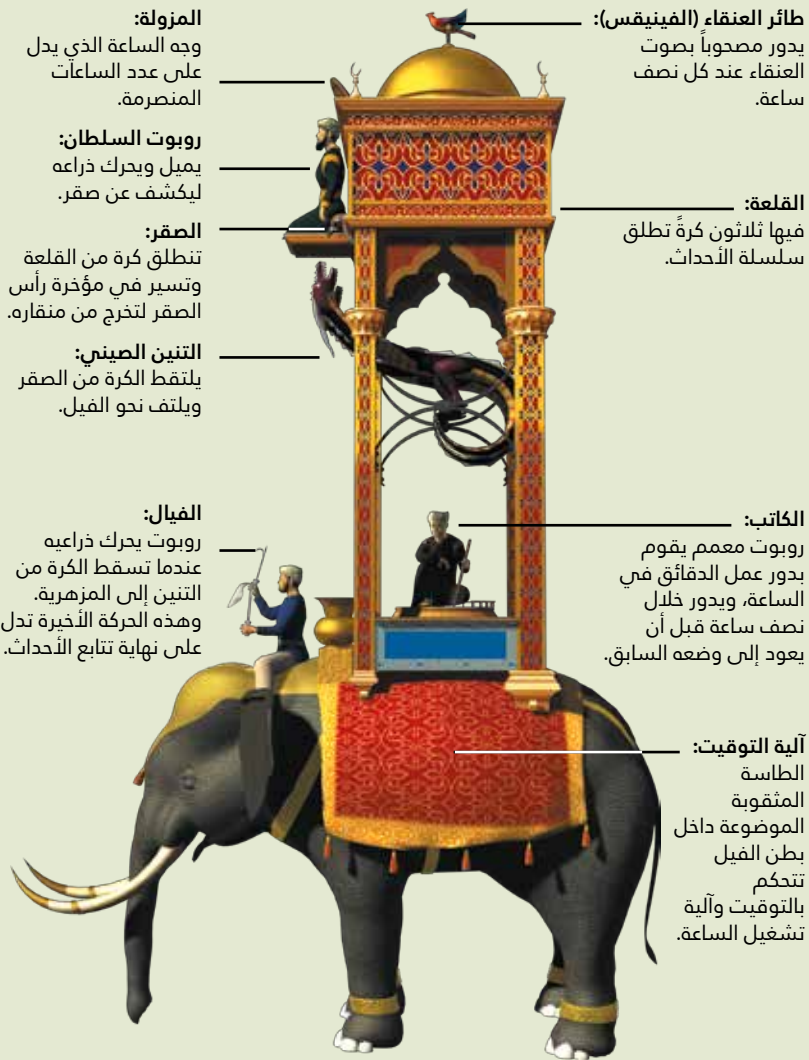 طائر العنقاء (الفينيقس):
يدور مصحوباً بصوت
العنقاء عند كل نصف
ساعة.
القلعة:
فيها ثلاثون كرةً تطلق
سلسلة الأحداث.
الكاتب:
روبوت معمم يقوم
بدور عمل الدقائق في
الساعة، ويدور خلال
نصف ساعة قبل أن
يعود إلى وضعه السابق.
آلية التوقيت:
الطاسة
المثقوبة
الموضوعة داخل
بطن الفيل
تتحكم
بالتوقيت وآلية
تشغيل الساعة.
المزولة:
وجه الساعة الذي يدل
على عدد الساعات
المنصرمة.
روبوت السلطان:
يميل ويحرك ذراعه
ليكشف عن صقر.
الصقر:
تنطلق كرة من القلعة
وتسير في مؤخرة رأس
الصقر لتخرج من منقاره.
التنين الصيني:
يلتقط الكرة من الصقر
ويلتف نحو الفيل.
الفيال:
روبوت يحرك ذراعيه
عندما تسقط الكرة من
التنين إلى المزهرية.
وهذه الحركة الأخيرة تدل
على نهاية تتابع الأحداث.